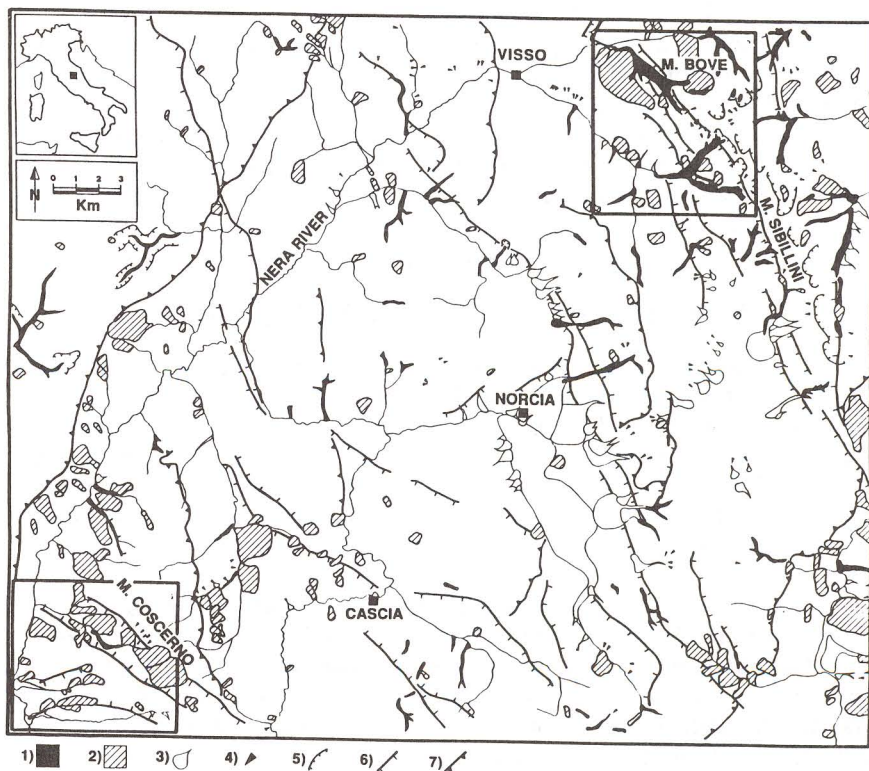 VISSO
M. BOVE
N
0 1 2 3
Km
NERA RIVER
M. SIBILLINI
NORCIA
M. COSCERNO
CASCIA
1) 2) 3) 4) 5) 6) 7)